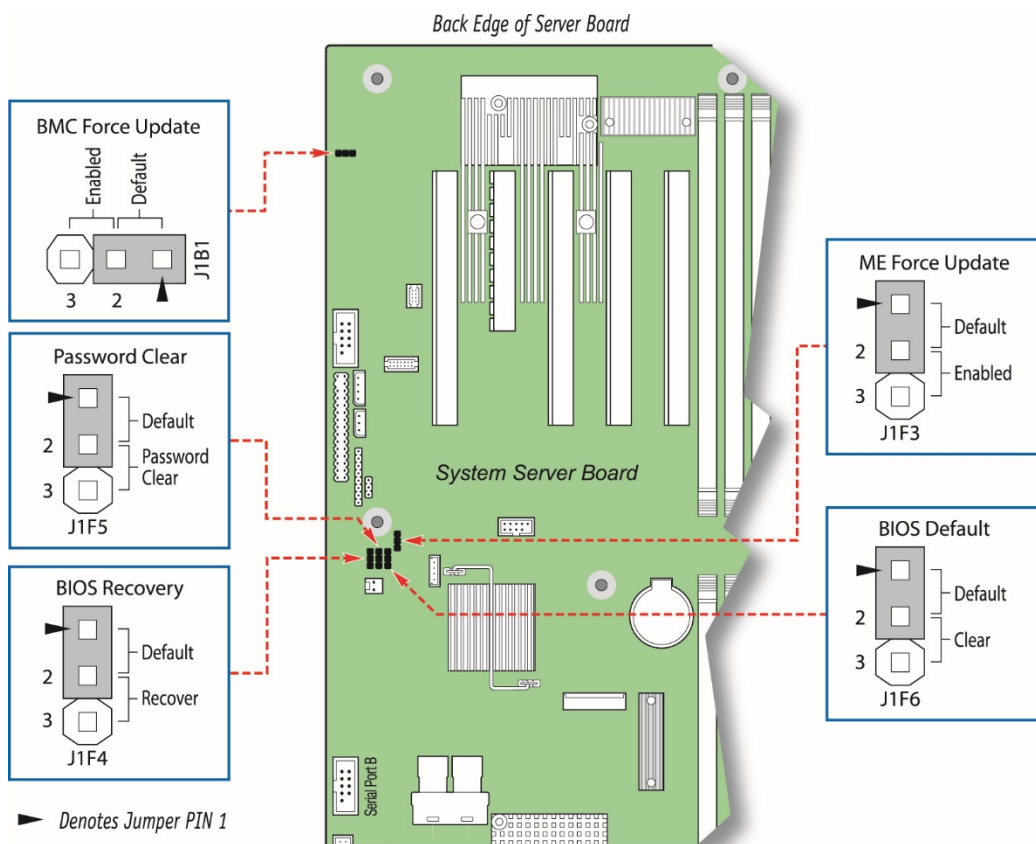 Back Edge of Server Board
BMC Force Update
Enabled
Default
3
2
J1B1
Password Clear
2
3
Default
Password
Clear
J1F5
BIOS Recovery
2
3
Default
Recover
J1F4
ME Force Update
2
3
Default
Enabled
J1F3
BIOS Default
2
3
Default
Clear
J1F6
System Server Board
Serial Port B
Denotes Jumper PIN 1